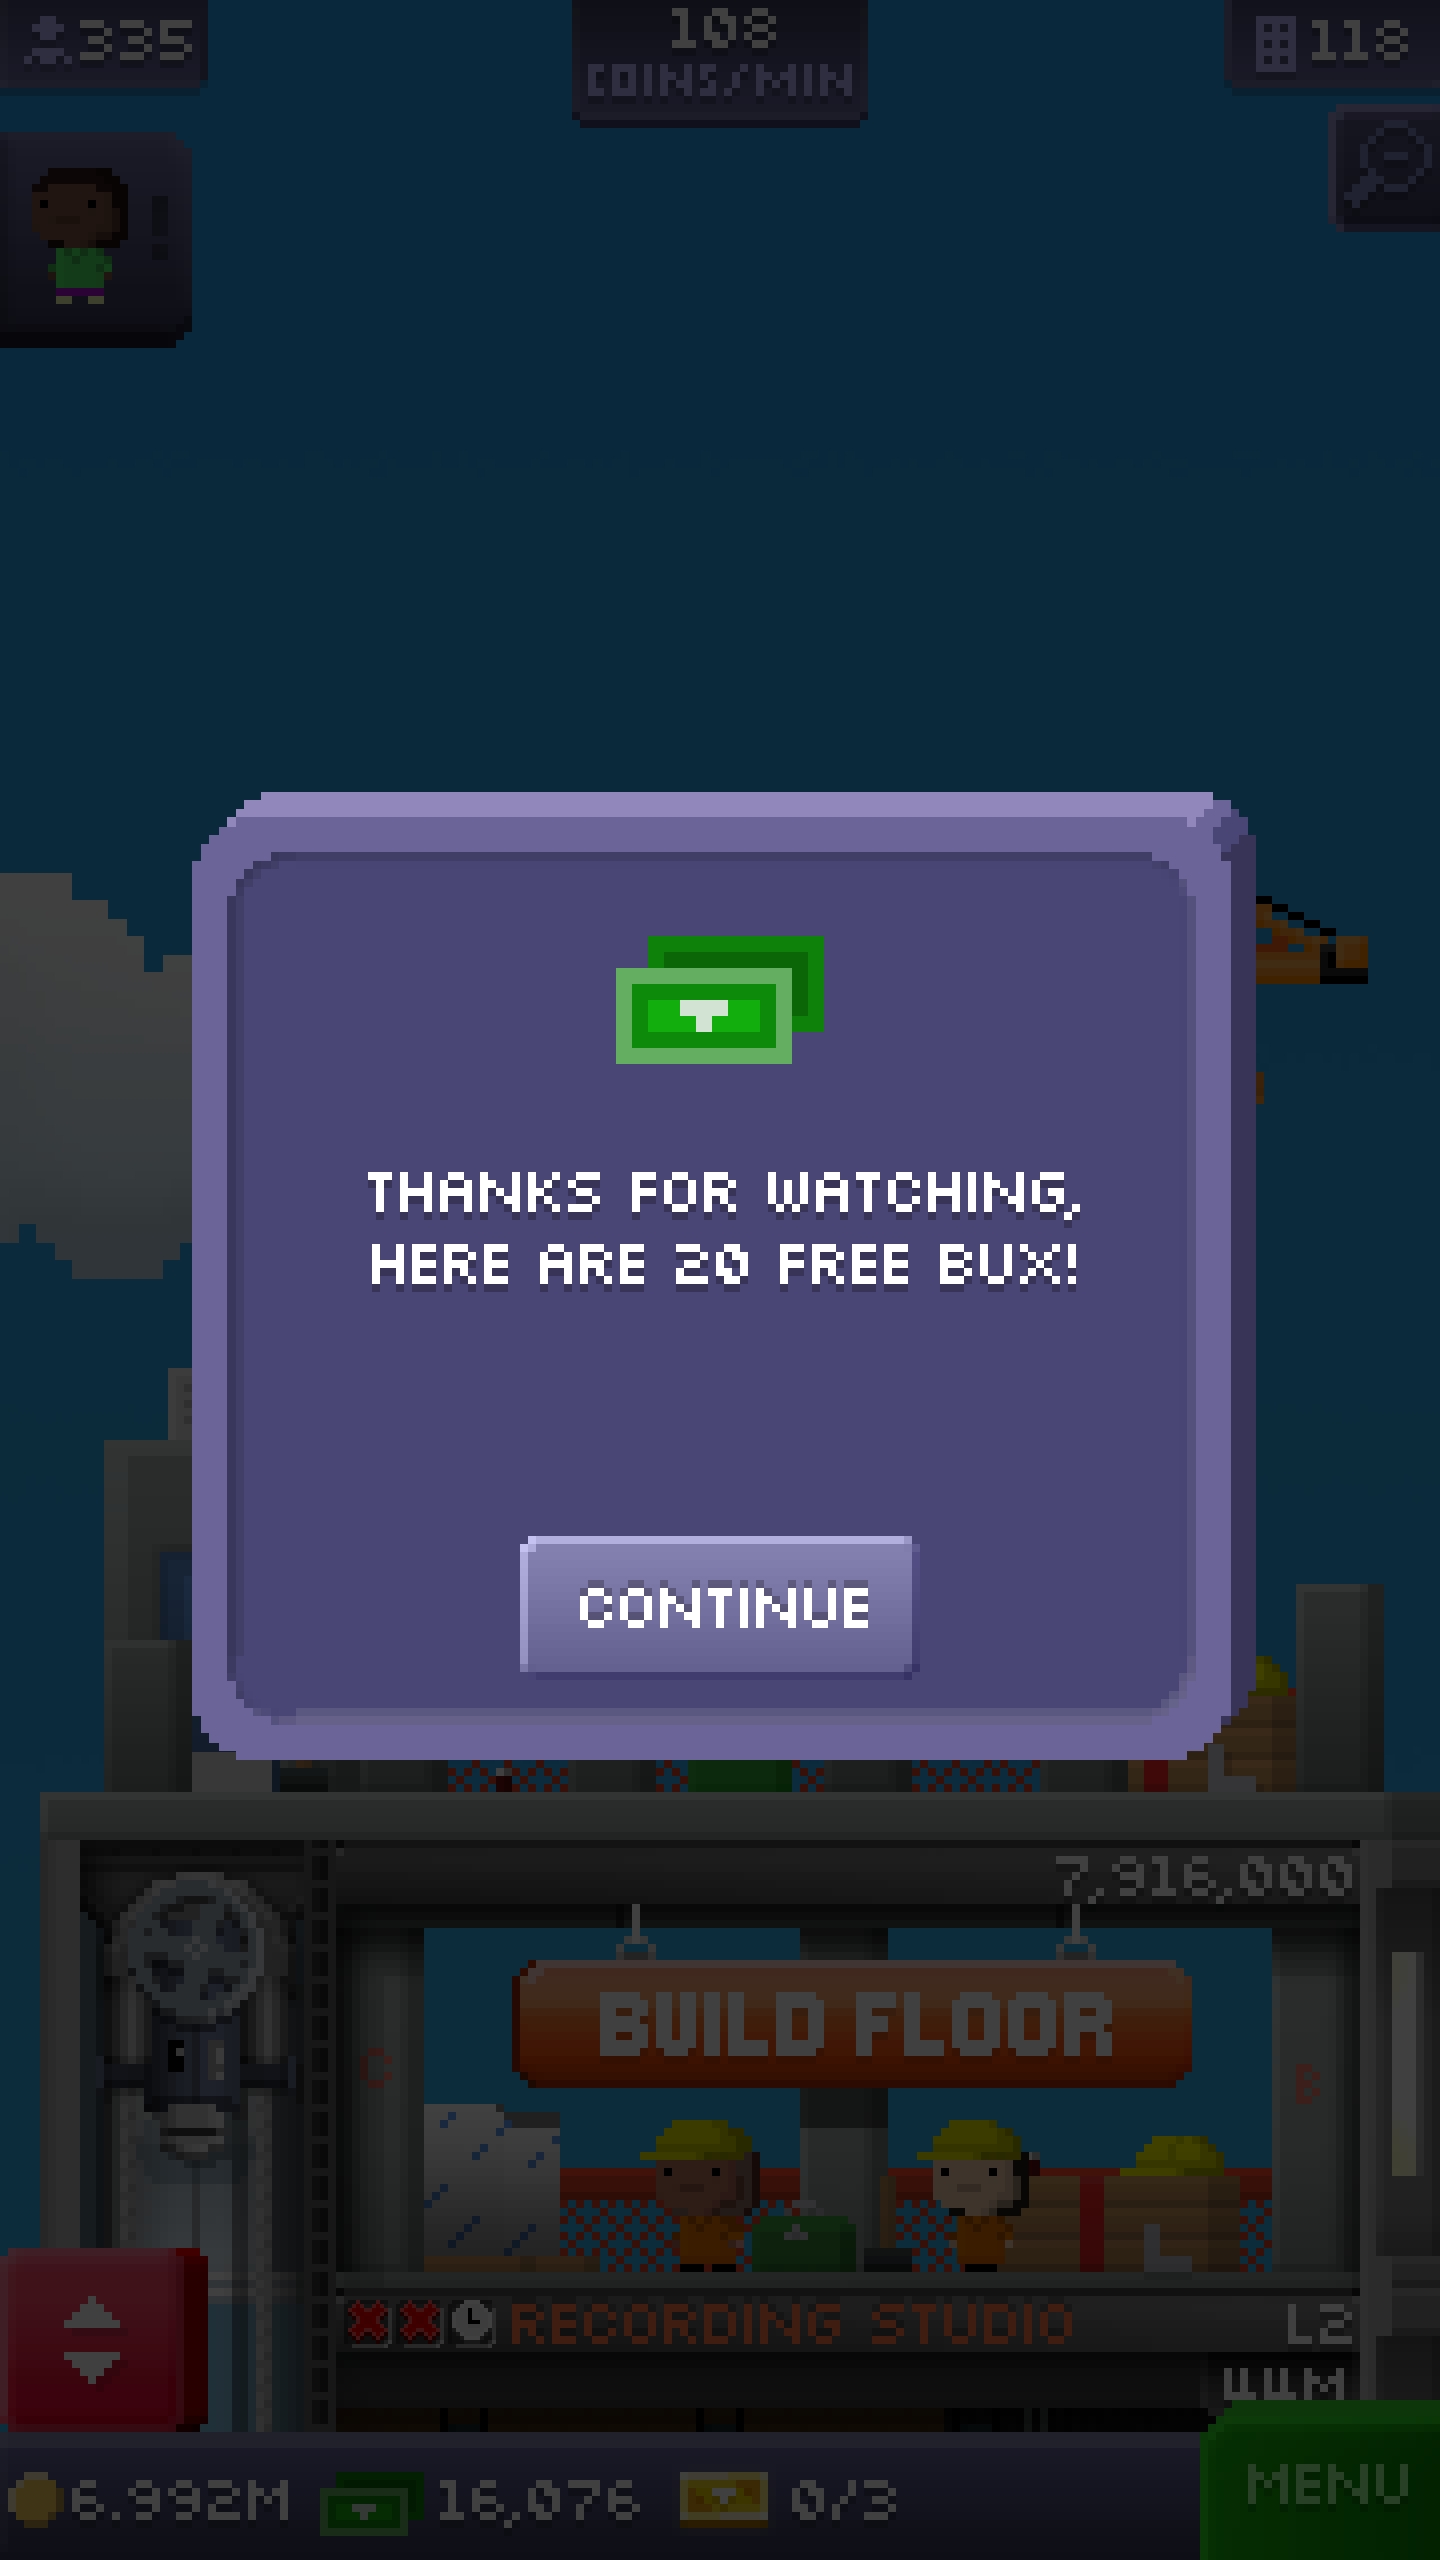 335
108
COINS/MIN
118
!
THANKS FOR WATCHING,
HERE ARE 20 FREE BUX!
CONTINUE
7,916,000
BUILD FLOOR
C
B
RECORDING STUDIO
L2
44M
6.992M
16,076
0/3
MENU